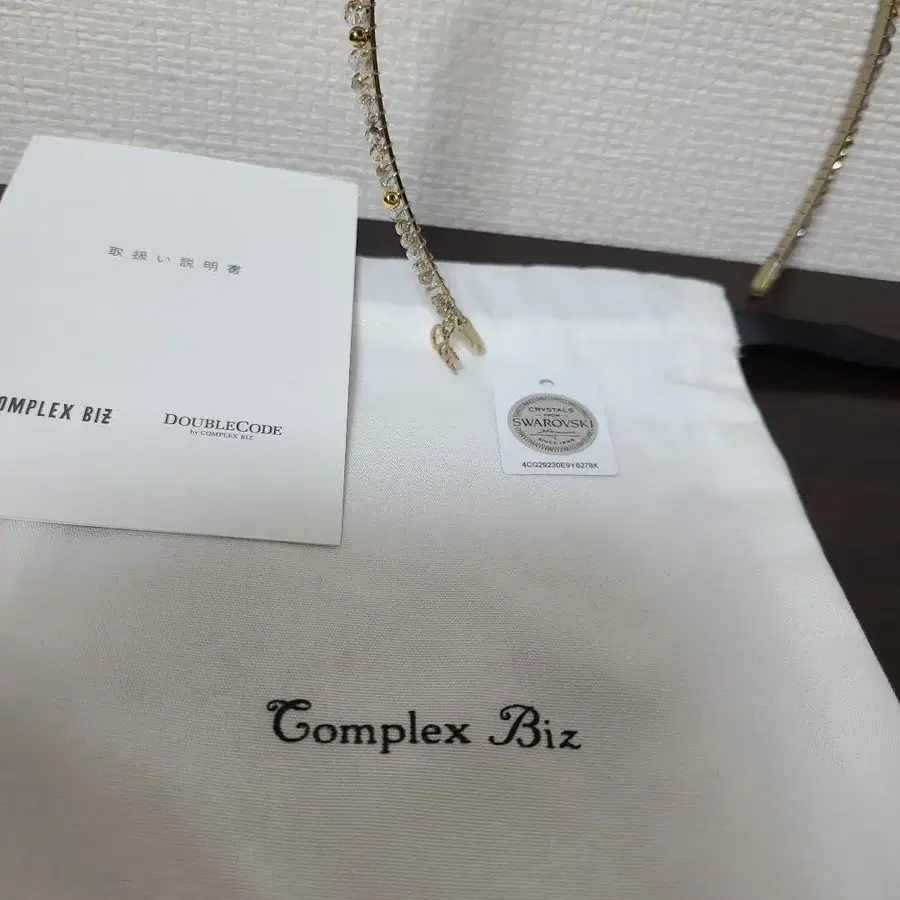 取扱い説明書
COMPLEX BIZ
DOUBLECODE
by COMPLEX BIZ
CRYSTALS
FROM
SWAROVSKI
SINCE 1895
4CG29230E9Y6278K
Complex Biz